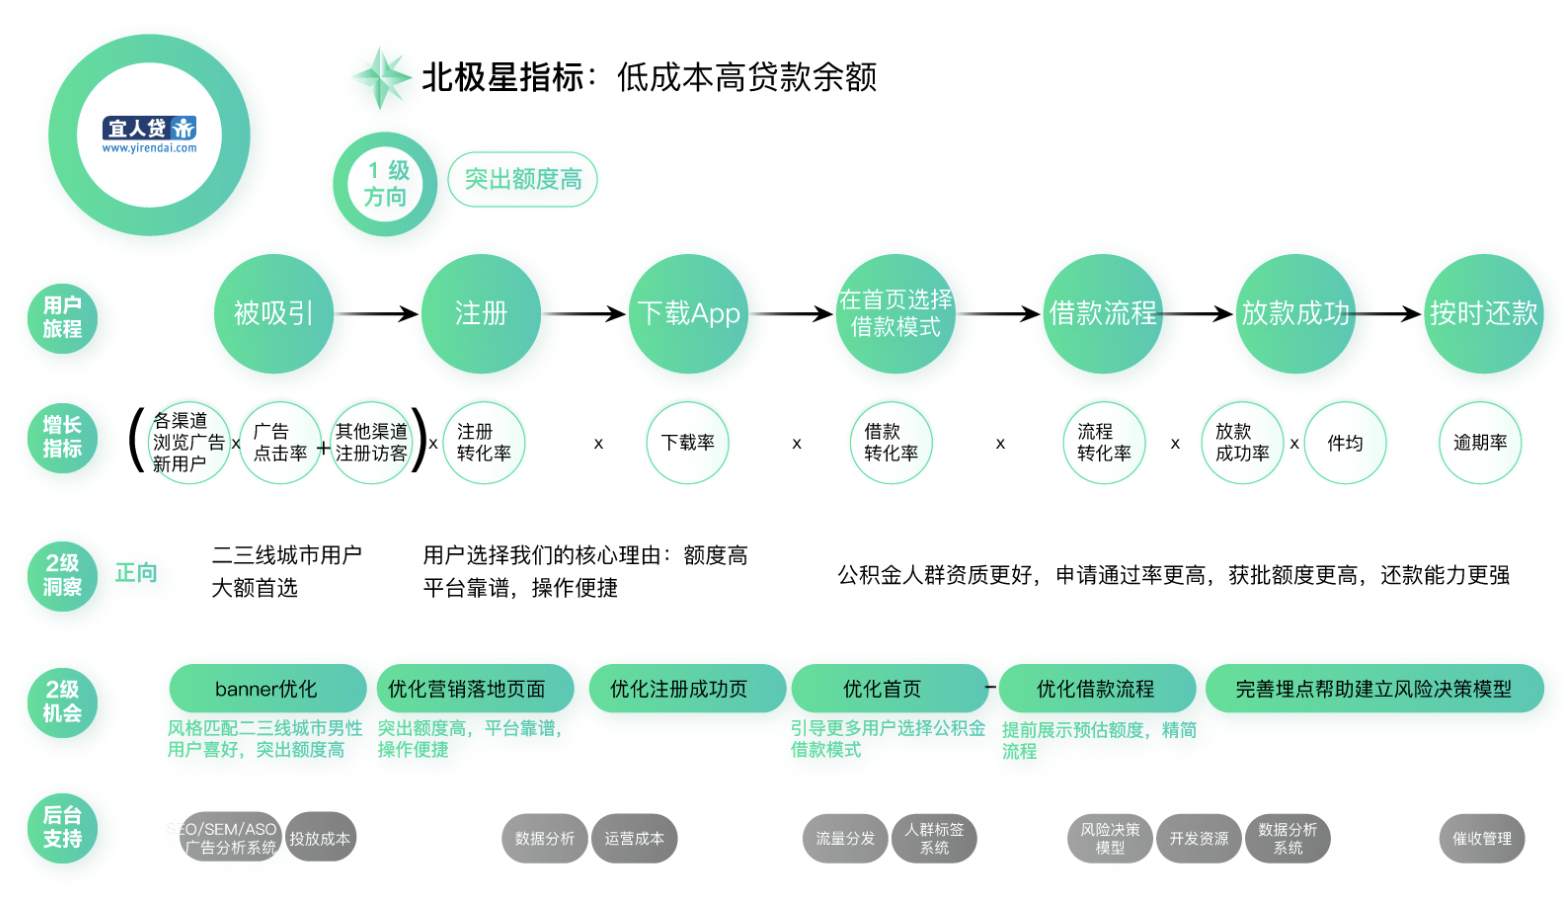 宜人贷
www.yirendai.com
北极星指标：低成本高贷款余额
1 级
方向
突出额度高
用户
旅程
被吸引
注册
下载App
在首页选择
借款模式
借款流程
放款成功
按时还款
增长
指标
(
各渠道
浏览广告
新用户
x
广告
点击率
+
其他渠道
注册访客
)
x
注册
转化率
x
下载率
x
借款
转化率
x
流程
转化率
x
放款
成功率
x
件均
逾期率
2级
洞察
正向
二三线城市用户
大额首选
用户选择我们的核心理由：额度高
平台靠谱，操作便捷
公积金人群资质更好，申请通过率更高，获批额度更高，还款能力更强
2级
机会
banner优化
风格匹配二三线城市男性
用户喜好，突出额度高
优化营销落地页面
突出额度高，平台靠谱，
操作便捷
优化注册成功页
优化首页
引导更多用户选择公积金
借款模式
优化借款流程
提前展示预估额度，精简
流程
完善埋点帮助建立风险决策模型
后台
支持
SEO/SEM/ASO
广告分析系统
投放成本
数据分析
运营成本
流量分发
人群标签
系统
风险决策
模型
开发资源
数据分析
系统
催收管理